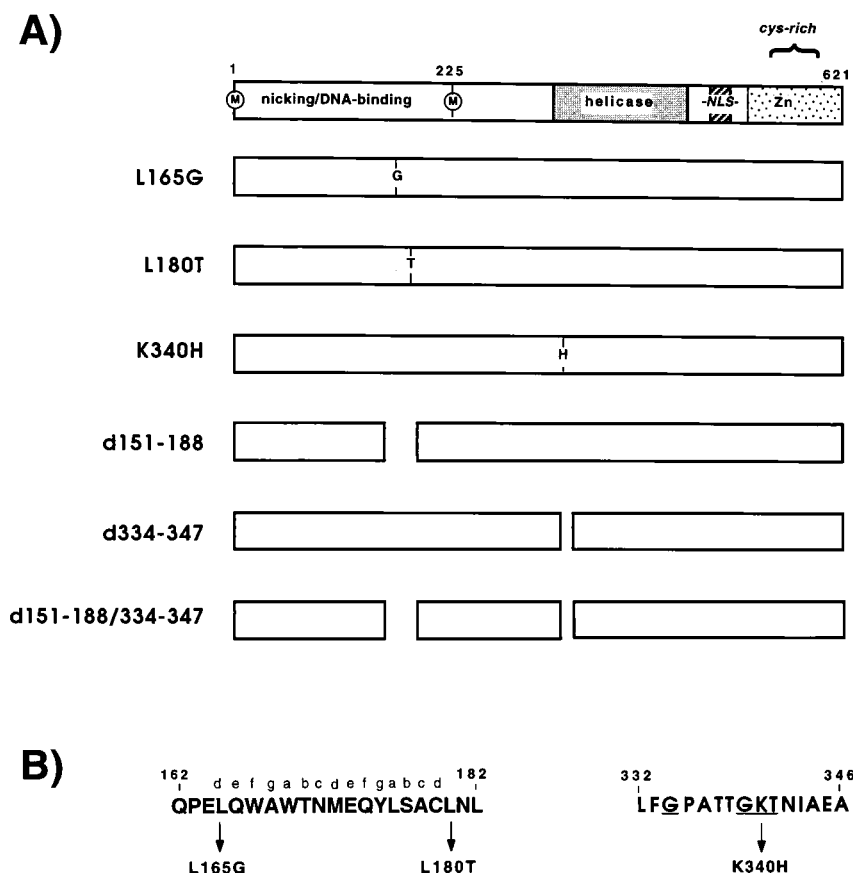 A)
cys-rich
1 225 621
M nicking/DNA-binding M helicase -NLS- Zn
L165G G
L180T T
K340H H
d151-188
d334-347
d151-188/334-347
B)
162 d e f g a b c d e f g a b c d 182 332 346
QPELQWAWTNMEQYLSACLNL LFGPATTGKTNIAEA
L165G L180T K340H